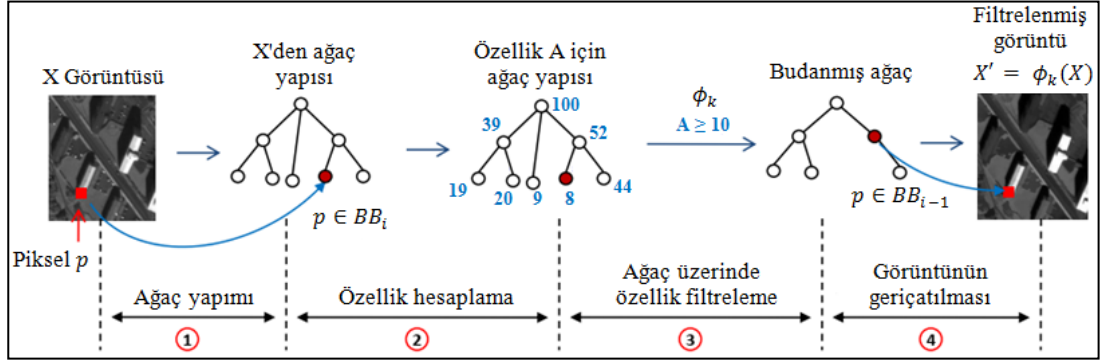 X Görüntüsü
X'den ağaç
yapısı
Özellik A için
ağaç yapısı
Budanmış ağaç
Filtrelenmiş
görüntü
X′ = ϕₖ(X)
100
39
52
19
20
9
8
44
ϕₖ
A ≥ 10
p ∈ BBᵢ
p ∈ BBᵢ₋₁
Piksel p
Ağaç yapımı
Özellik hesaplama
Ağaç üzerinde
özellik filtreleme
Görüntünün
geriçatılması
1
2
3
4